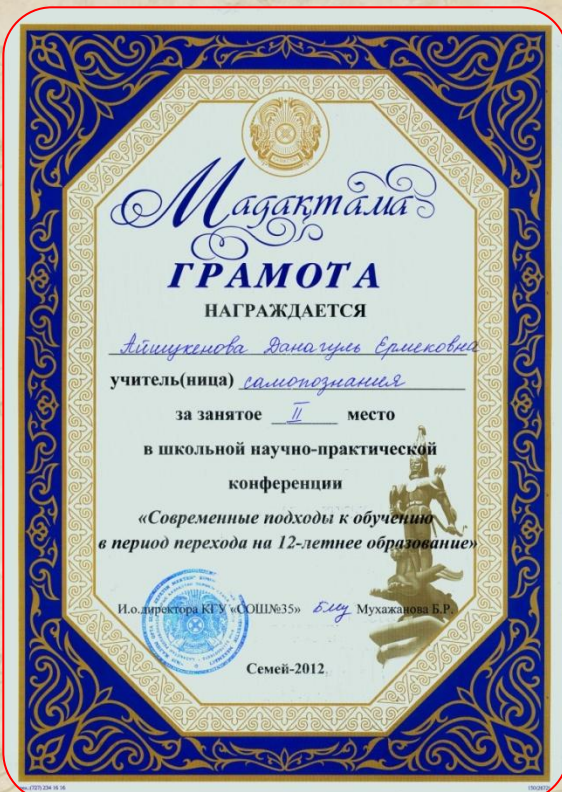 Мадақтама
ГРАМОТА
НАГРАЖДАЕТСЯ
Айтукенова Данагуль Ермековна
учитель(ница) самопознания
за занятое II место
в школьной научно-практической
конференции
«Современные подходы к обучению
в период перехода на 12-летнее образование»
И.о.директора КГУ «СОШ№35» Мухажанова Б.Р.
Семей-2012